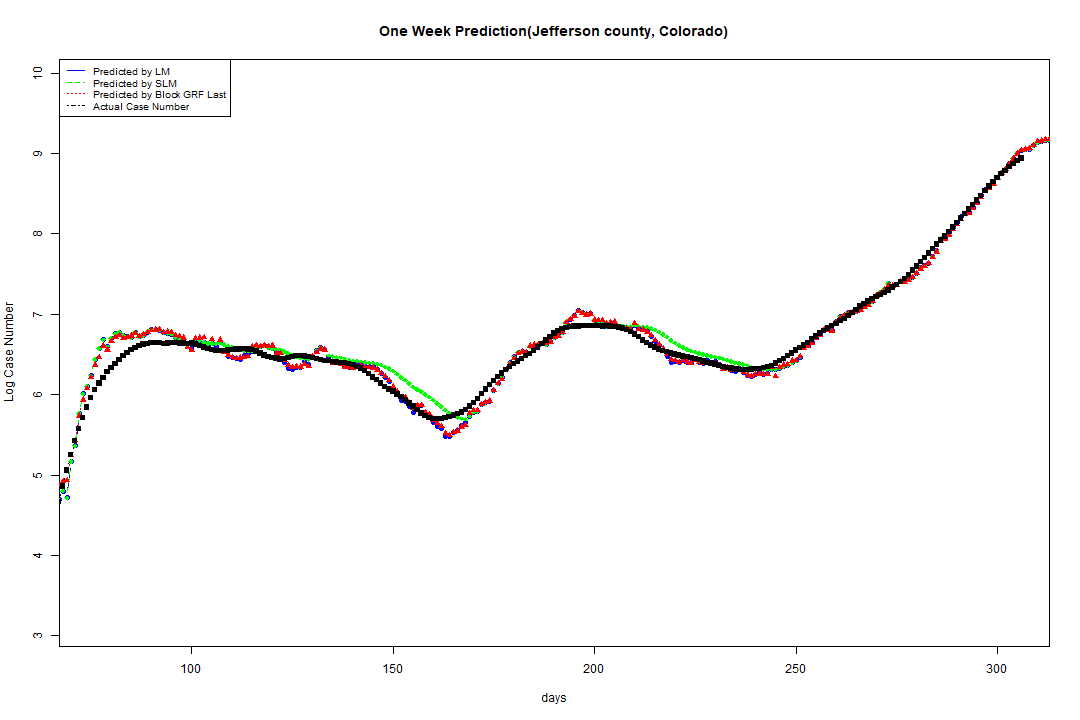 One Week Prediction(Jefferson county, Colorado)
Predicted by LM
Predicted by SLM
Predicted by Block GRF Last
Actual Case Number
Log Case Number
10
9
8
7
6
5
4
3
100 150 200 250 300
days